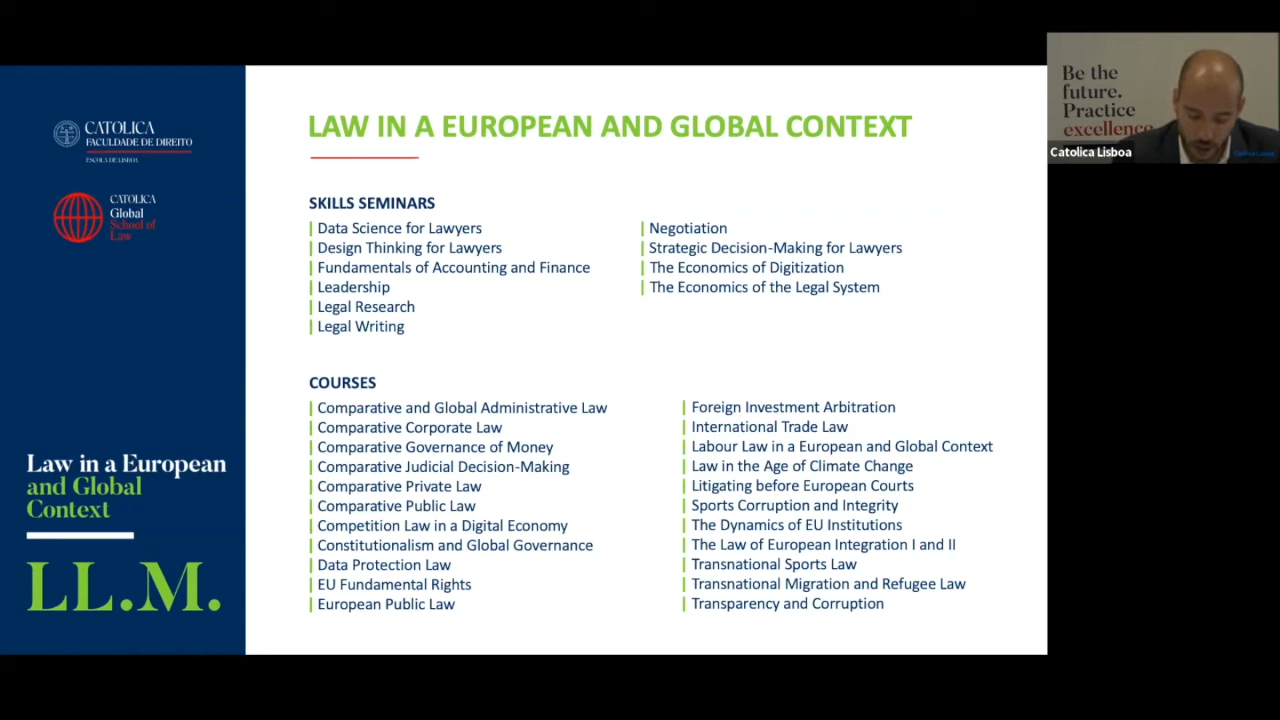 CATOLICA
FACULDADE DE DIREITO
ESCOLA DE LISBOA
CATOLICA
Global
School of
Law
Law in a European
and Global
Context
LL.M.
LAW IN A EUROPEAN AND GLOBAL CONTEXT
SKILLS SEMINARS
Data Science for Lawyers
Design Thinking for Lawyers
Fundamentals of Accounting and Finance
Leadership
Legal Research
Legal Writing
Negotiation
Strategic Decision-Making for Lawyers
The Economics of Digitization
The Economics of the Legal System
COURSES
Comparative and Global Administrative Law
Comparative Corporate Law
Comparative Governance of Money
Comparative Judicial Decision-Making
Comparative Private Law
Comparative Public Law
Competition Law in a Digital Economy
Constitutionalism and Global Governance
Data Protection Law
EU Fundamental Rights
European Public Law
Foreign Investment Arbitration
International Trade Law
Labour Law in a European and Global Context
Law in the Age of Climate Change
Litigating before European Courts
Sports Corruption and Integrity
The Dynamics of EU Institutions
The Law of European Integration I and II
Transnational Sports Law
Transnational Migration and Refugee Law
Transparency and Corruption
Be the
future.
Practice
excellence
Catolica Lisboa